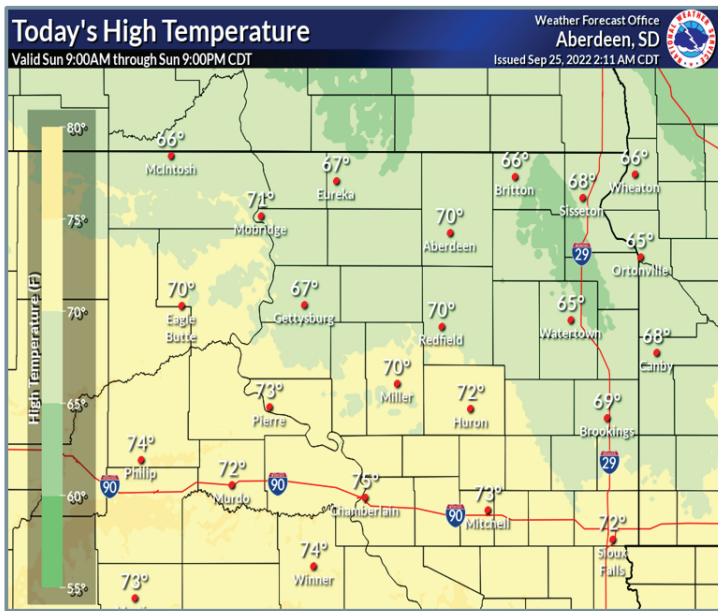 Today's High Temperature
Valid Sun 9:00AM through Sun 9:00PM CDT
Weather Forecast Office
Aberdeen, SD
Issued Sep 25, 2022 2:11 AM CDT
NATIONAL WEATHER SERVICE
High Temperature (F)
80°
75°
70°
65°
60°
55°
66°
McIntosh
67°
Eureka
66°
Britton
68°
Sisseton
66°
Wheaton
71°
Mobridge
70°
Aberdeen
29
65°
Ortonville
70°
Eagle
Butte
67°
Gettysburg
70°
Redfield
65°
Watertown
68°
Canby
70°
Miller
73°
Pierre
72°
Huron
69°
Brookings
29
74°
Philip
90
72°
Murdo
90
75°
Chamberlain
90
73°
Mitchell
72°
Sioux
Falls
74°
Winner
73°